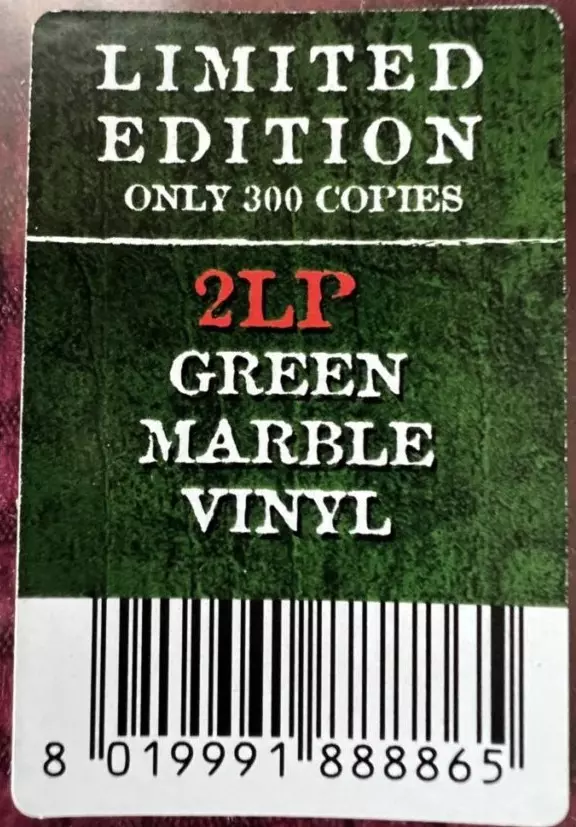 LIMITED
EDITION
ONLY 300 COPIES
2LP
GREEN
MARBLE
VINYL
8 019991 888865